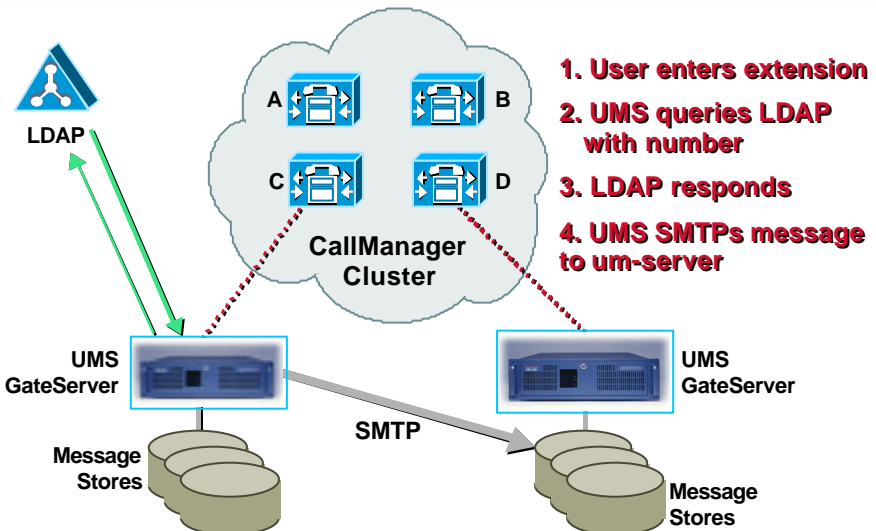 LDAP
A
B
C
D
CallManager
Cluster
1. User enters extension
2. UMS queries LDAP
with number
3. LDAP responds
4. UMS SMTPs message
to um-server
UMS
GateServer
UMS
GateServer
SMTP
Message
Stores
Message
Stores